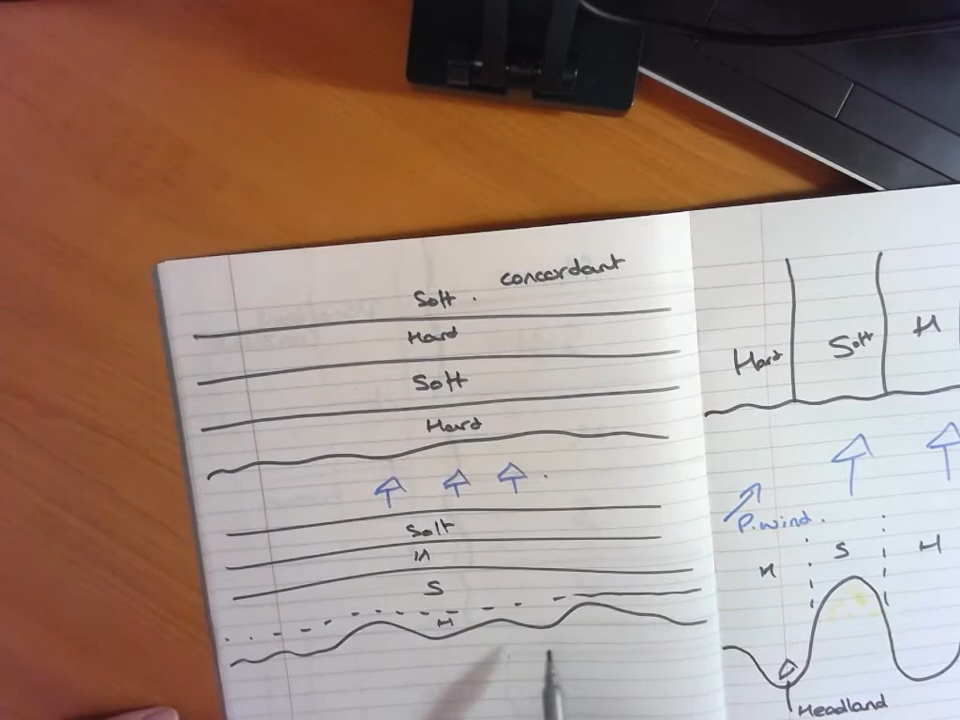 concordant
Soft.
Hard
Soft
Hard
Soft
H
S
H
Hard Soft H
P.wind.
H S H
Headland